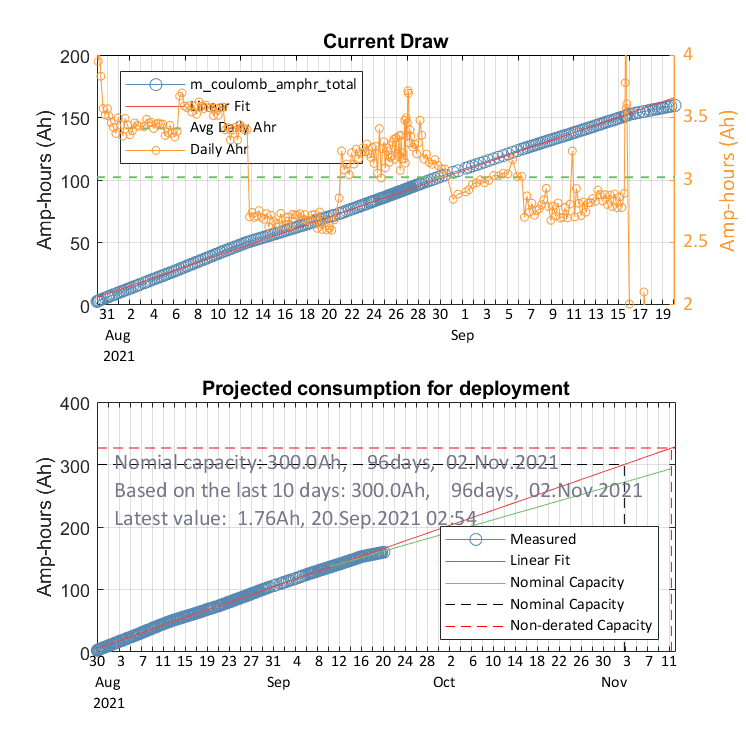 Current Draw
200
150
100
50
0
Amp-hours (Ah)
4
3.5
3
2.5
2
Amp-hours (Ah)
m_coulomb_amphr_total
Linear Fit
Avg Daily Ahr
Daily Ahr
31 2 4 6 8 10 12 14 16 18 20 22 24 26 28 30 1 3 5 7 9 11 13 15 17 19
Aug Sep
2021
Projected consumption for deployment
400
300
200
100
0
Amp-hours (Ah)
Nomial capacity: 300.0Ah, 96days, 02.Nov.2021
Based on the last 10 days: 300.0Ah, 96days, 02.Nov.2021
Latest value: 1.76Ah, 20.Sep.2021 02:54
Measured
Linear Fit
Nominal Capacity
Nominal Capacity
Non-derated Capacity
30 3 7 11 15 19 23 27 31 4 8 12 16 20 24 28 2 6 10 14 18 22 26 30 3 7 11
Aug Sep Oct Nov
2021